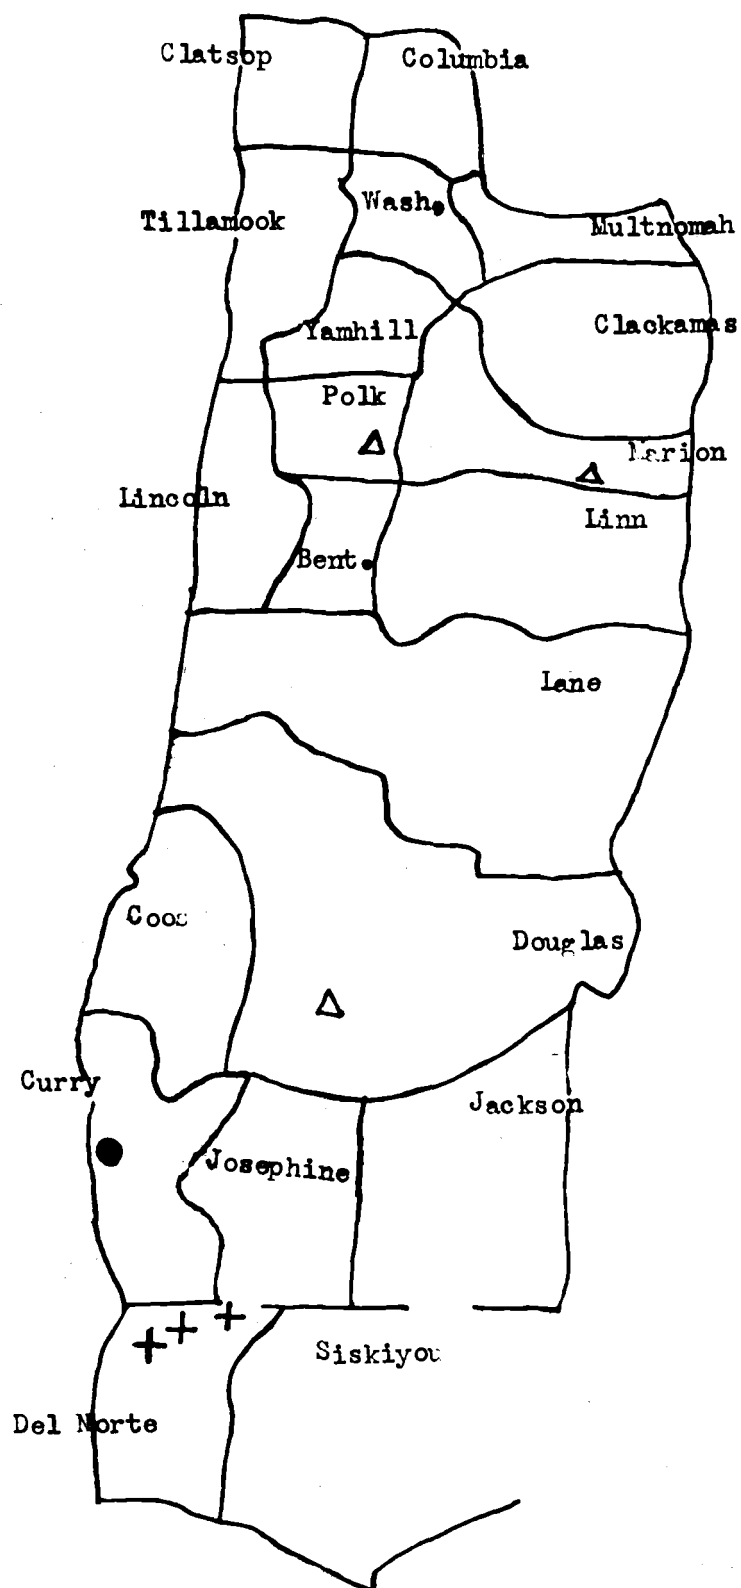 Clatsop
Columbia
Wash.
Tillamook
Multnomah
Yamhill
Clackamas
Polk
Marion
Lincoln
Linn
Bent.
Lane
Coos
Douglas
Curry
Jackson
Josephine
Siskiyou
Del Norte